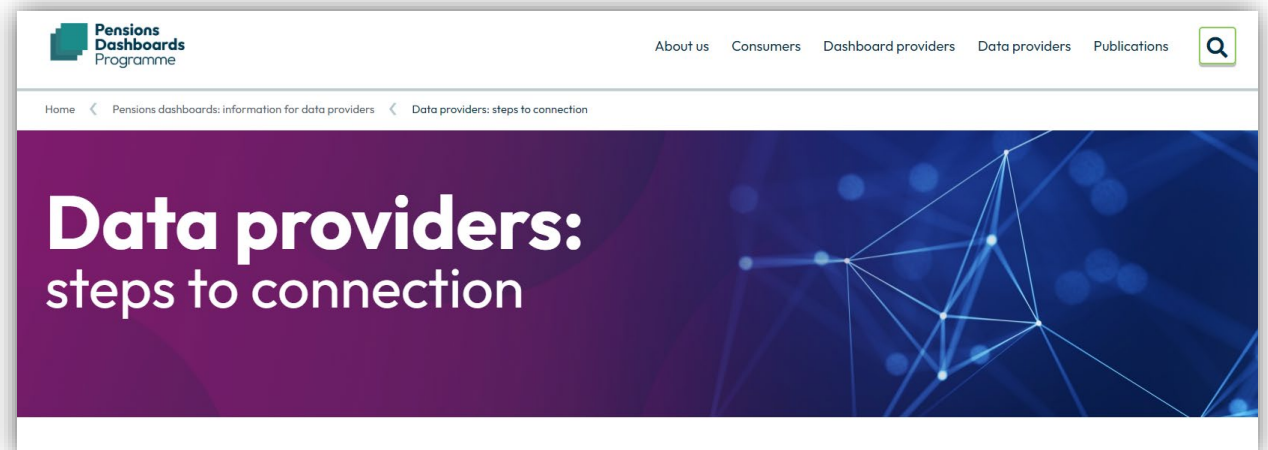 Pensions
Dashboards
Programme
About us Consumers Dashboard providers Data providers Publications
Home Pensions dashboards: information for data providers Data providers: steps to connection
Data providers:
steps to connection